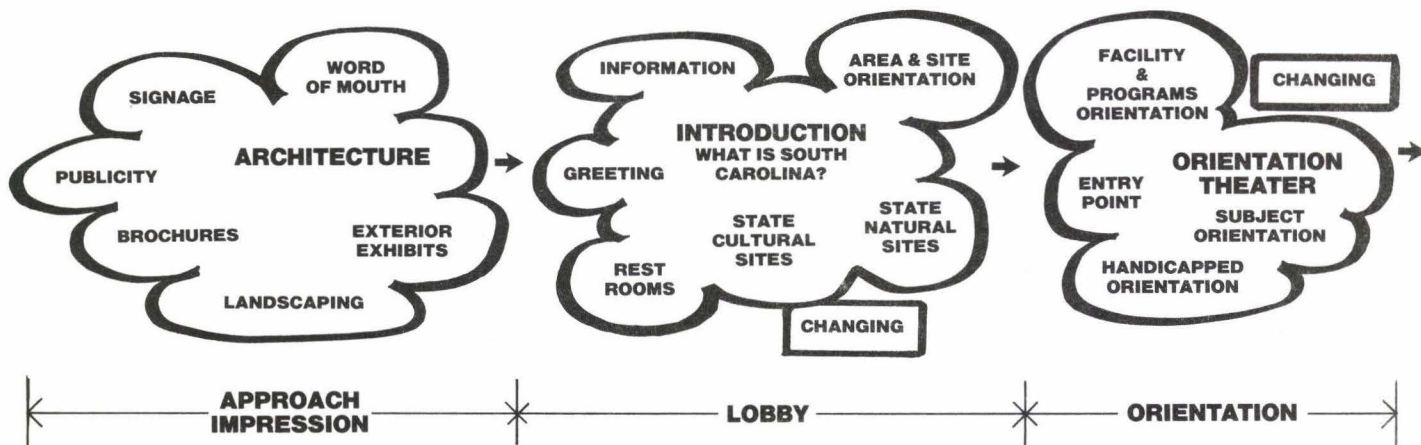 WORD
OF MOUTH
SIGNAGE
ARCHITECTURE
PUBLICITY
BROCHURES
EXTERIOR
EXHIBITS
LANDSCAPING
INFORMATION
AREA & SITE
ORIENTATION
INTRODUCTION
WHAT IS SOUTH
CAROLINA?
GREETING
STATE
CULTURAL
SITES
STATE
NATURAL
SITES
REST
ROOMS
CHANGING
FACILITY
&
PROGRAMS
ORIENTATION
CHANGING
ORIENTATION
THEATER
ENTRY
POINT
SUBJECT
ORIENTATION
HANDICAPPED
ORIENTATION
APPROACH
IMPRESSION
LOBBY
ORIENTATION